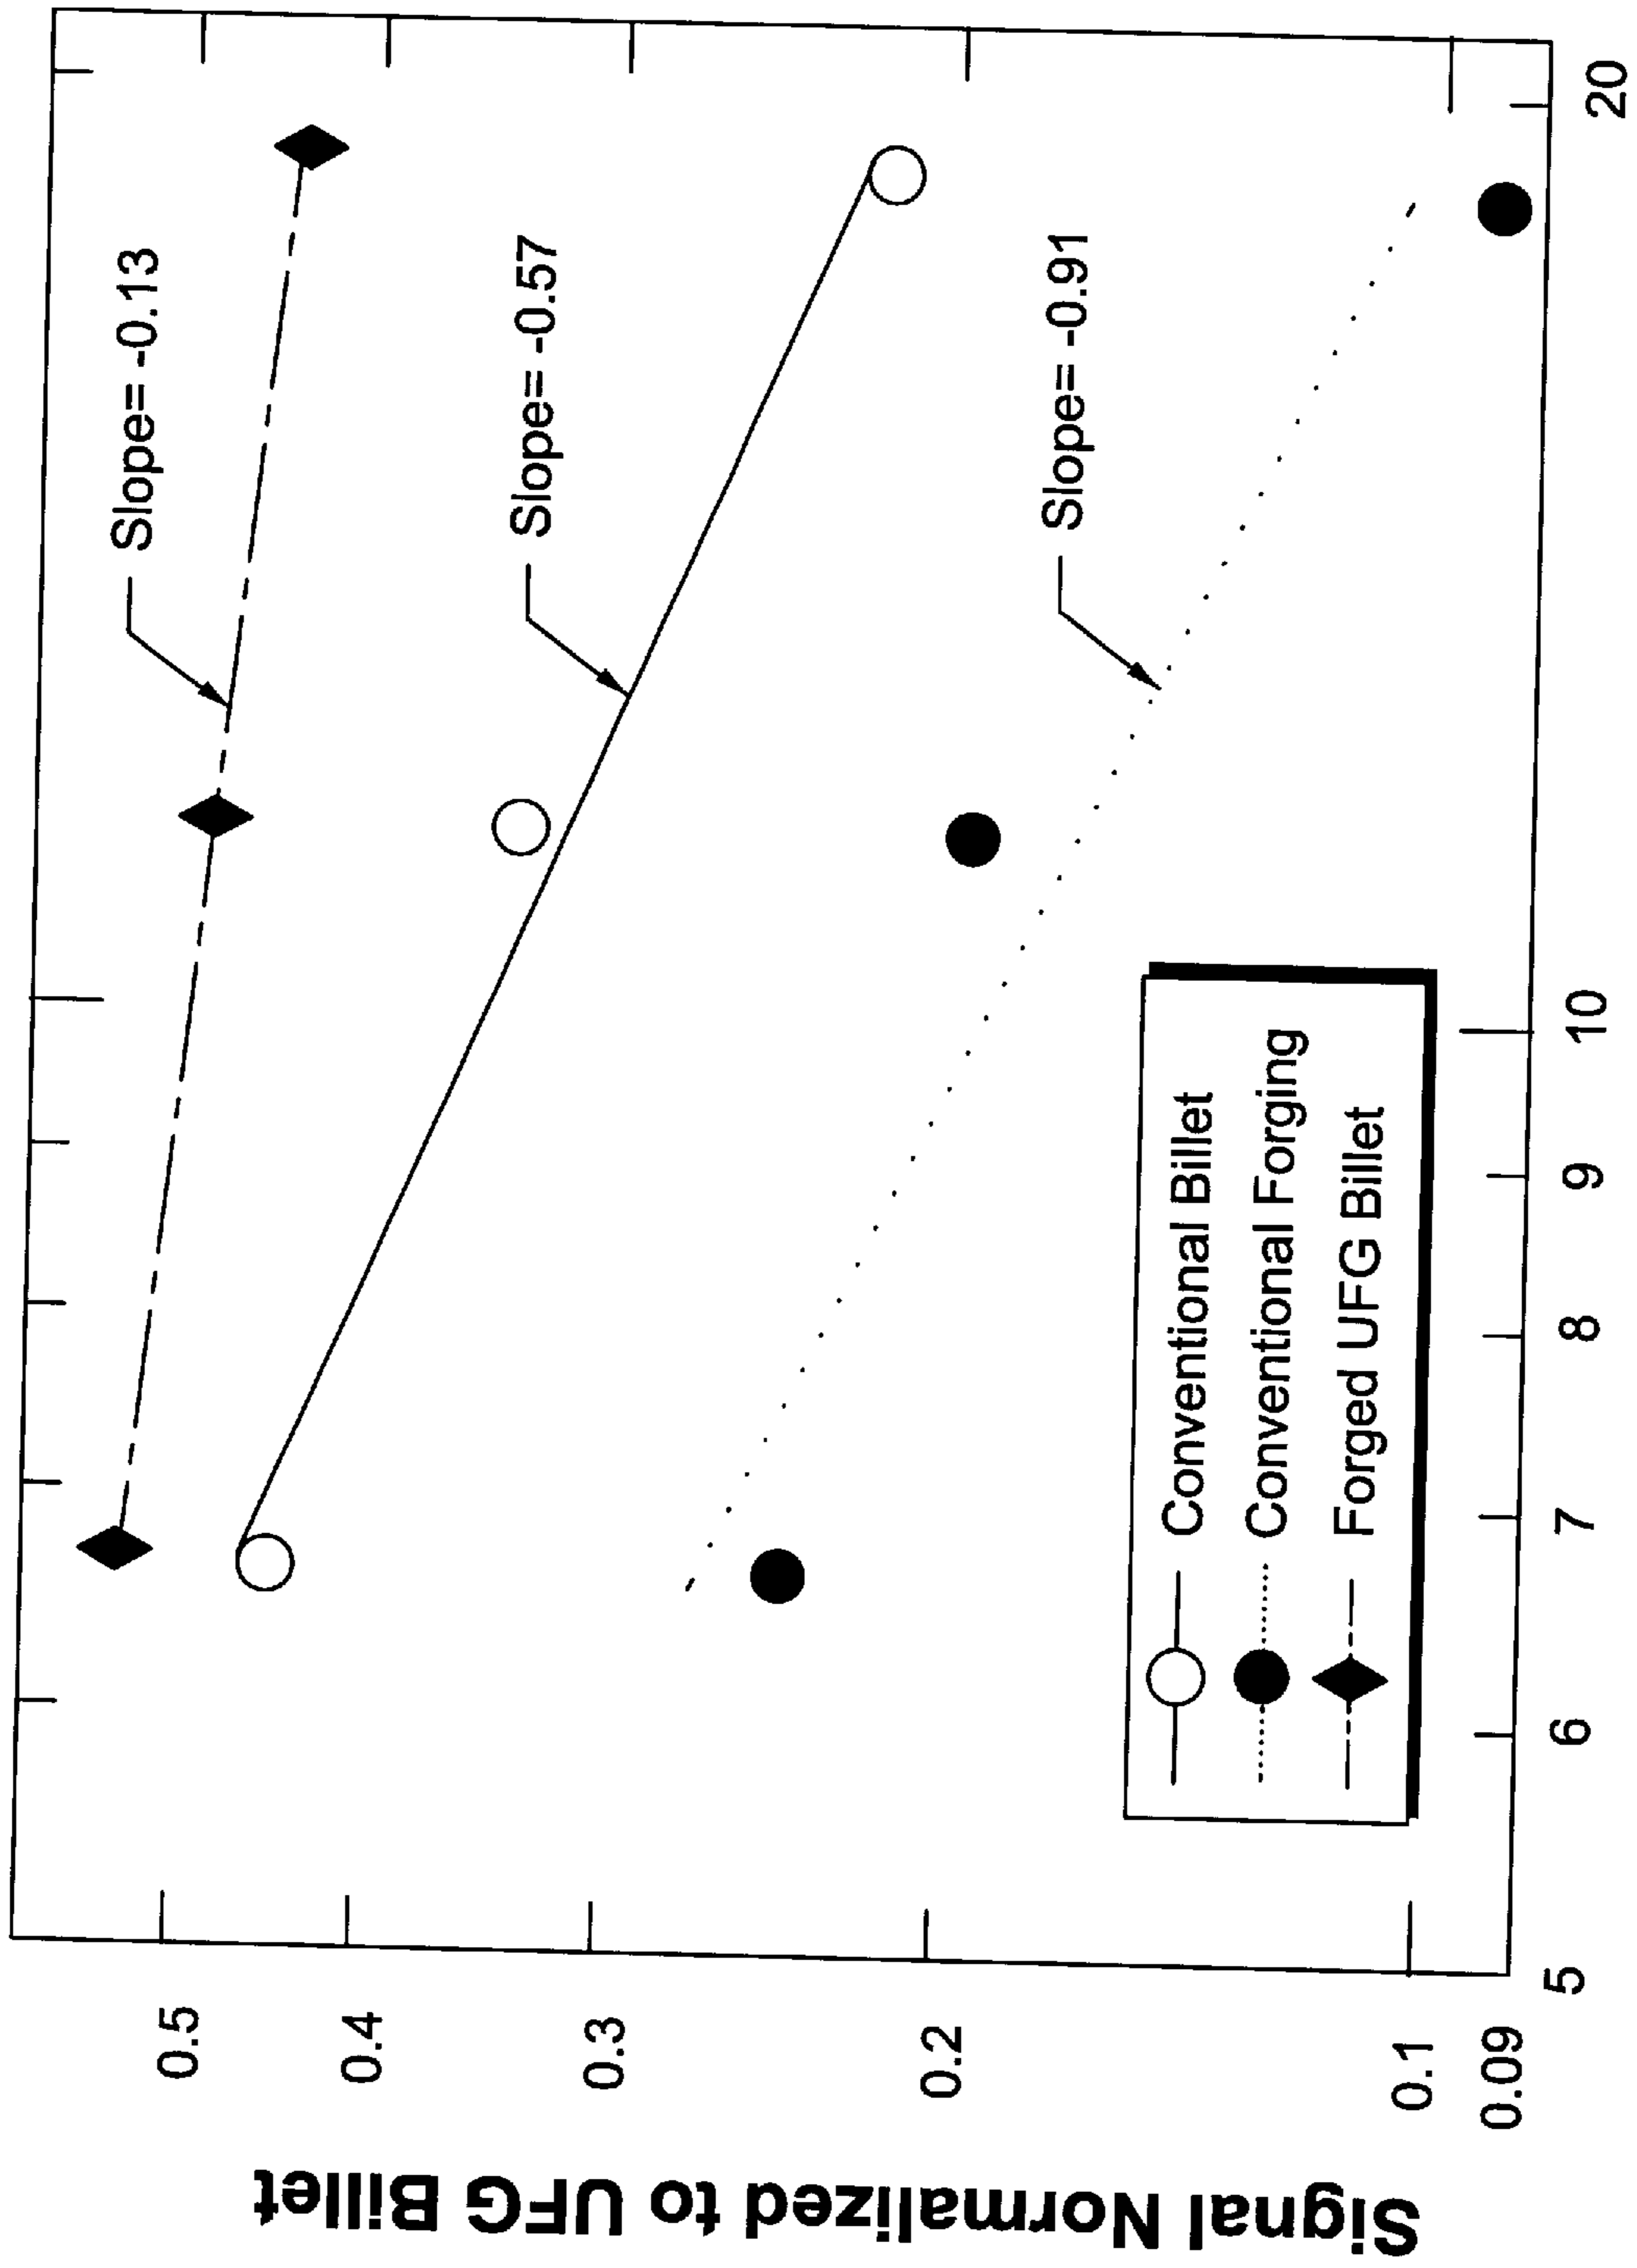 Signal Normalized to UFG Billet
0.5
0.4
0.3
0.2
0.1
0.09
5
6
7
8
9
10
20
Slope= -0.13
Slope= -0.57
Slope= -0.91
Conventional Billet
Conventional Forging
Forged UFG Billet